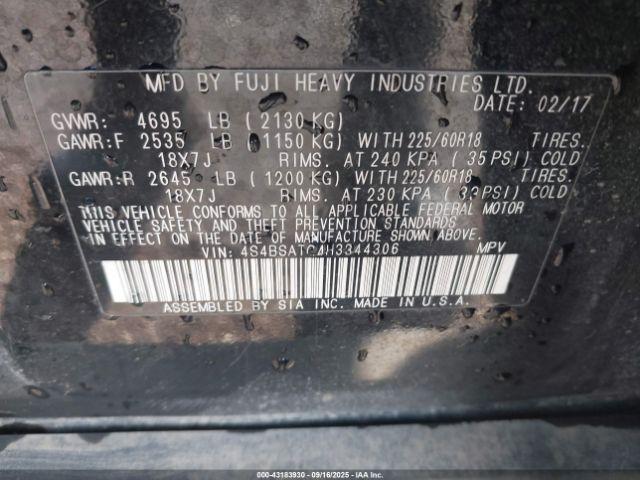 MFD BY FUJI HEAVY INDUSTRIES LTD.
DATE: 02/17
GVWR: 4695 LB ( 2130 KG)
GAWR:F 2535 LB ( 1150 KG) WITH 225/60R18 TIRES.
18X7J RIMS. AT 240 KPA ( 35 PSI) COLD
GAWR:R 2645 LB ( 1200 KG) WITH 225/60R18 TIRES.
18X7J RIMS. AT 230 KPA ( 33 PSI) COLD
THIS VEHICLE CONFORMS TO ALL APPLICABLE FEDERAL MOTOR
VEHICLE SAFETY AND THEFT PREVENTION STANDARDS
IN EFFECT ON THE DATE OF MANUFACTURE SHOWN ABOVE.
VIN: 4S4BSATC4H3344306 MPV
ASSEMBLED BY SIA INC. MADE IN U.S.A.
000-43183930 - 09/16/2025 - IAA INC.